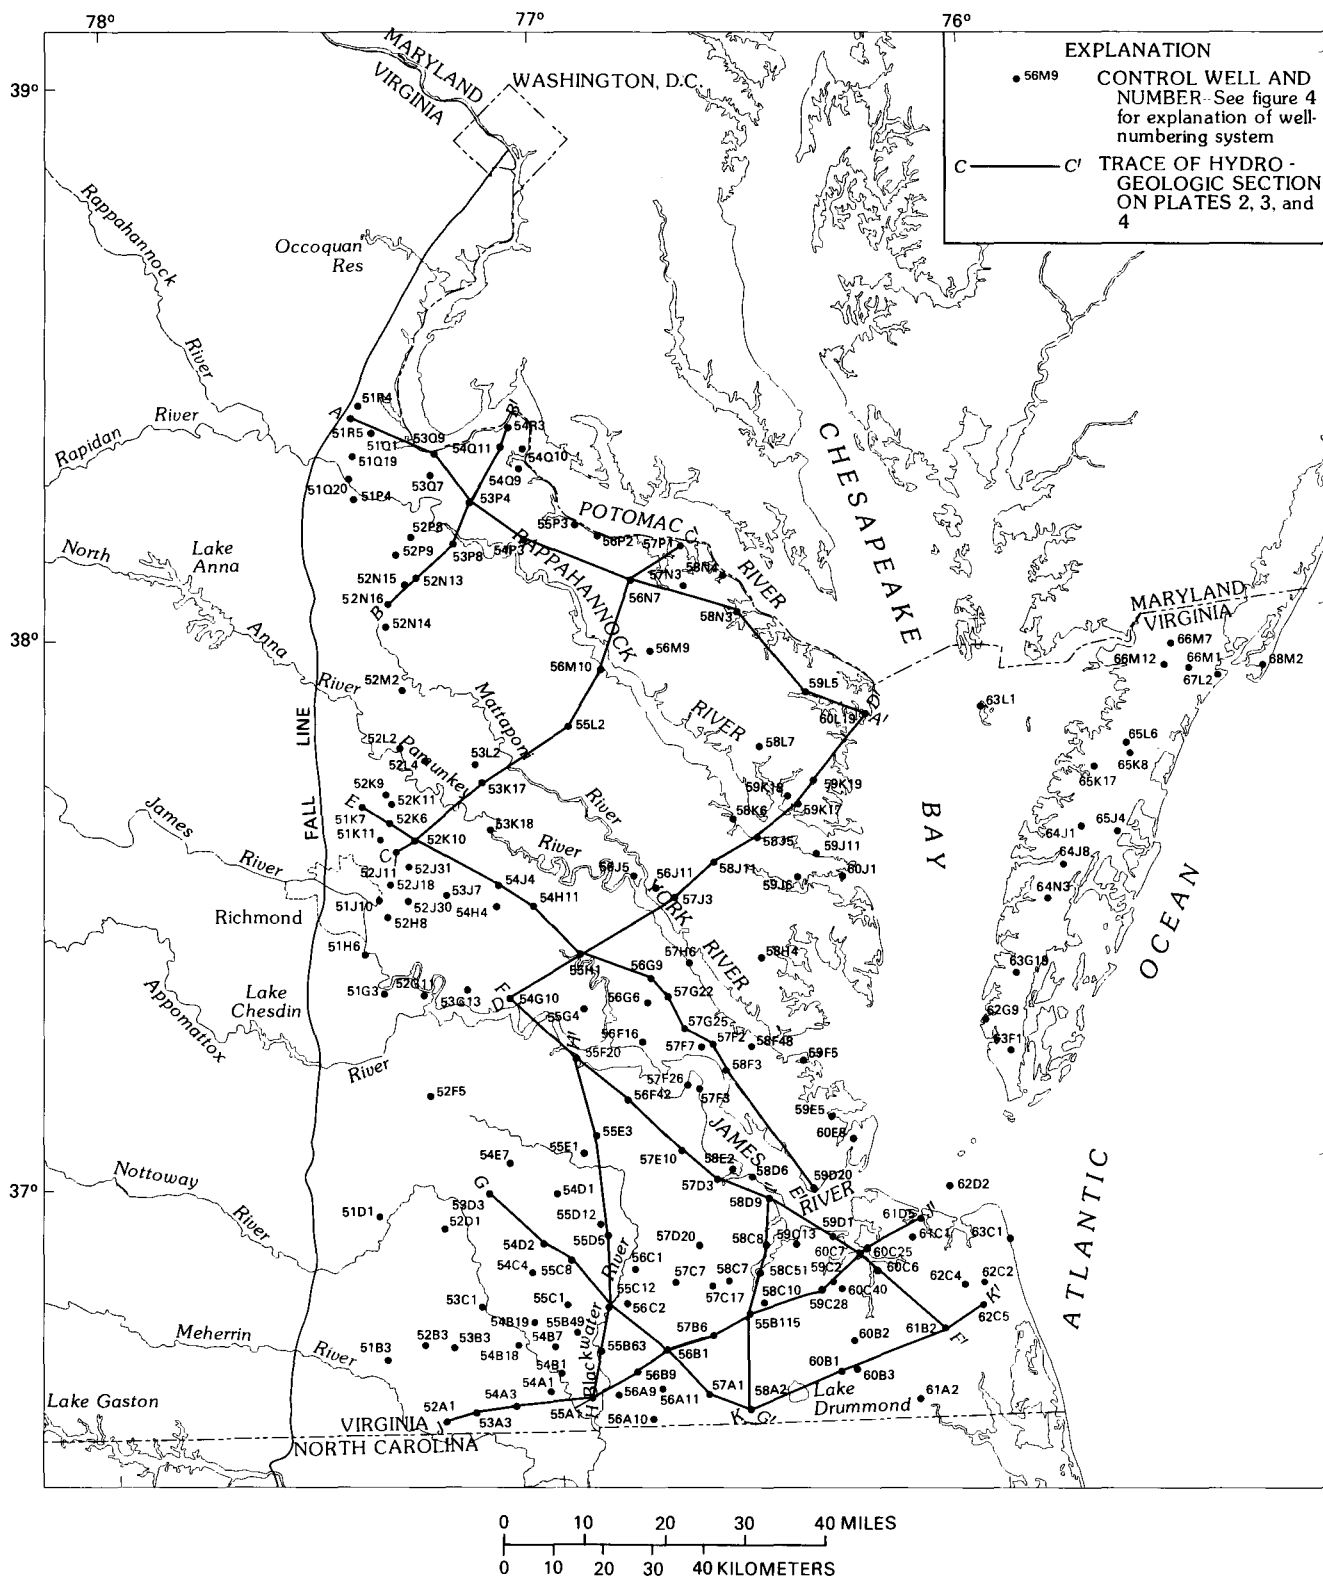 78°
77°
76°
39°
38°
37°
EXPLANATION
56M9
CONTROL WELL AND
NUMBER--See figure 4
for explanation of well-
numbering system
C
C'
TRACE OF HYDRO-
GEOLOGIC SECTION
ON PLATES 2, 3, and
4
MARYLAND
VIRGINIA
WASHINGTON, D.C.
Rappahannock
River
Occoquan
Res
River
Rapidan
North
Lake
Anna
Anna
River
James
River
Richmond
Lake
Chesdin
Appomattox
River
Nottoway
River
Meherrin
River
Lake Gaston
FALL LINE
CHESAPEAKE
BAY
ATLANTIC
OCEAN
POTOMAC
RIVER
RAPPAHANNOCK
RIVER
Mattaponi
River
Pamunkey
River
YORK
RIVER
JAMES
RIVER
Blackwater
River
Lake
Drummond
MARYLAND
VIRGINIA
VIRGINIA
NORTH CAROLINA
A
51R4
51R5
51Q1
51Q19
51Q20
51P4
53Q9
53Q7
54Q11
B'
54R3
54Q10
54Q9
53P4
52P8
52P9
53P8
54P3
55P3
56P2
57P1
C'
52N15
52N13
52N16
B
52N14
57N3
58N4
56N7
58N3
56M10
56M9
52M2
55L2
59L5
60L19
D'
A'
58L7
52L2
52L4
53L2
53K17
52K9
52K11
E
51K7
52K6
51K11
52K10
53K18
C
59K18
59K19
59K17
58K6
58J5
59J11
58J11
59J6
60J1
52J11
52J31
52J18
53J7
54J4
51J10
52J30
54H4
54H11
56J5
56J11
57J3
52H8
51H6
55H1
57H6
58H4
51G3
52G11
53G13
F
D
54G10
55G4
56G9
56G6
57G22
57G25
56F16
57F7
57F2
58F48
59F5
H'
55F20
58F3
57F26
57F3
56F42
52F5
59E5
60E8
55E3
55E1
54E7
57E10
58E2
58D6
57D3
58D9
E'
59D20
G
53D3
54D1
51D1
52D1
55D12
55D5
54D2
57D20
58C8
59D1
61D5
J'
61C1
62D2
63C1
60C7
60C25
60C6
54C4
55C8
56C1
57C7
58C7
58C51
59C2
60C40
62C4
62C2
K'
62C5
53C1
55C1
55C12
56C2
57C17
58C10
59C28
54B19
55B49
54B7
57B6
55B115
60B2
61B2
F'
51B3
52B3
53B3
54B18
55B63
56B1
54B1
56B9
60B1
60B3
54A1
54A3
52A1
J
53A3
55A1
H
56A9
56A11
56A10
57A1
58A2
K
G'
61A2
66M7
66M12
66M1
67L2
68M2
63L1
65L6
65K8
65K17
64J1
65J4
64J8
64N3
63G18
62G9
63F1
0 10 20 30 40 MILES
0 10 20 30 40 KILOMETERS